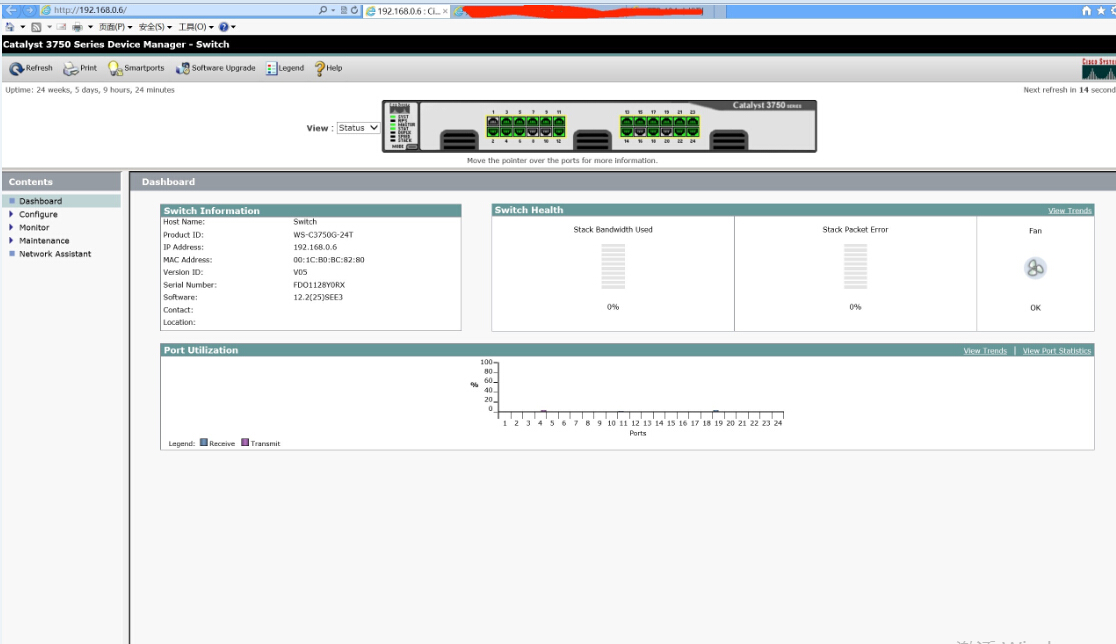 http://192.168.0.6/
192.168.0.6 : Ci...
页面(P) 安全(S) 工具(O)
Catalyst 3750 Series Device Manager - Switch
Refresh Print Smartports Software Upgrade Legend Help
Uptime: 24 weeks, 5 days, 9 hours, 24 minutes
Next refresh in 14 second
Catalyst 3750 SERIES
1 3 5 7 9 11 13 15 17 19 21 23
View : Status
2 4 6 8 10 12 14 16 18 20 22 24
MODE
Move the pointer over the ports for more information.
Contents
Dashboard
Configure
Monitor
Maintenance
Network Assistant
Dashboard
Switch Information
Host Name: Switch
Product ID: WS-C3750G-24T
IP Address: 192.168.0.6
MAC Address: 00:1C:B0:BC:82:80
Version ID: V05
Serial Number: FDO1128Y0RX
Software: 12.2(25)SEE3
Contact:
Location:
Switch Health View Trends
Stack Bandwidth Used Stack Packet Error Fan
0% 0% OK
Port Utilization View Trends | View Port Statistics
100
80
60
%
40
20
0
1 2 3 4 5 6 7 8 9 10 11 12 13 14 15 16 17 18 19 20 21 22 23 24
Ports
Legend: Receive Transmit